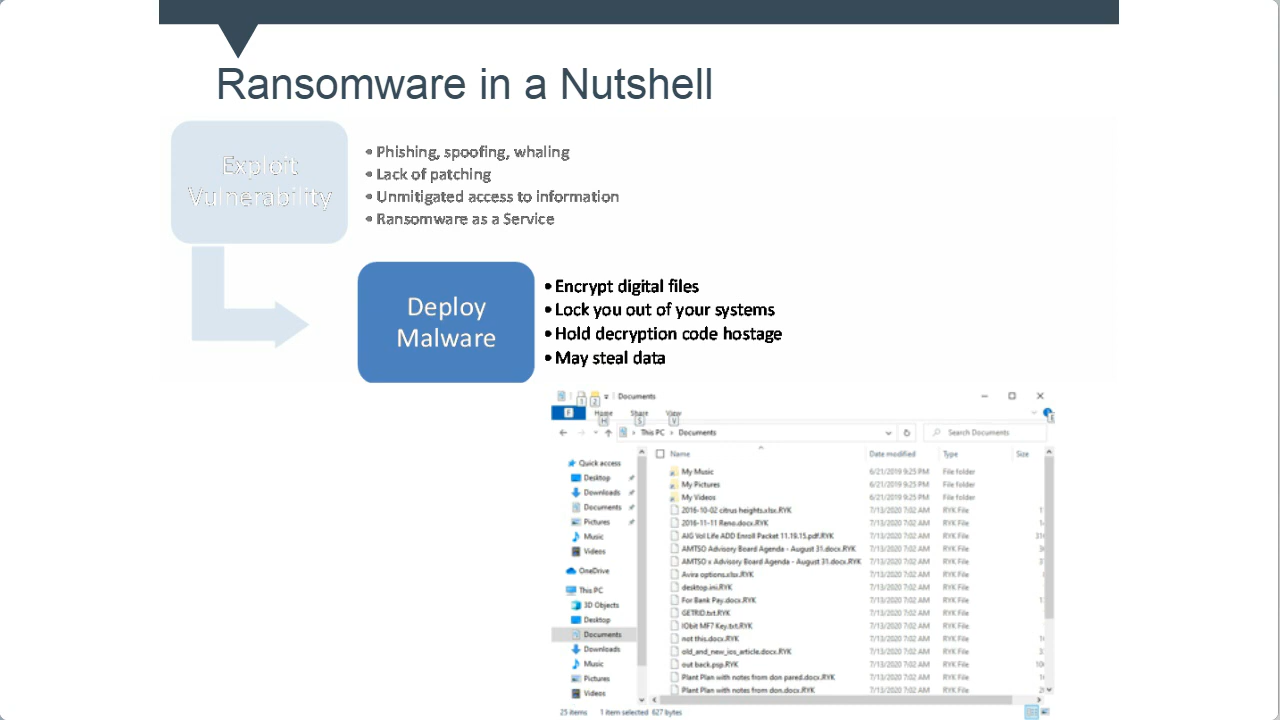 Ransomware in a Nutshell
Exploit
Vulnerability
• Phishing, spoofing, whaling
• Lack of patching
• Unmitigated access to information
• Ransomware as a Service
Deploy
Malware
• Encrypt digital files
• Lock you out of your systems
• Hold decryption code hostage
• May steal data
1 2 Documents
F Home Share View
H S V E
This PC > Documents Search Documents
Name Date modified Type Size
Quick access
Desktop
Downloads
Documents
Pictures
Music
Videos
OneDrive
This PC
3D Objects
Desktop
Documents
Downloads
Music
Pictures
Videos
My Music 6/21/2019 9:25 PM File folder
My Pictures 6/21/2019 9:25 PM File folder
My Videos 6/21/2019 9:25 PM File folder
2016-10-02 citrus heights.xlsx.RYK 7/13/2020 7:02 AM RYK File
2016-11-11 Reno.docx.RYK 7/13/2020 7:02 AM RYK File
AIG Vol Life ADD Enroll Packet 11.19.15.pdf.RYK 7/13/2020 7:02 AM RYK File
AMTSO Advisory Board Agenda - August 31.docx.RYK 7/13/2020 7:02 AM RYK File
AMTSO x Advisory Board Agenda - August 31.docx.RYK 7/13/2020 7:02 AM RYK File
Avira options.xlsx.RYK 7/13/2020 7:02 AM RYK File
desktop.ini.RYK 7/13/2020 7:02 AM RYK File
For Bank Pay.docx.RYK 7/13/2020 7:02 AM RYK File
GETRID.txt.RYK 7/13/2020 7:02 AM RYK File
IObit MF7 Key.txt.RYK 7/13/2020 7:02 AM RYK File
not this.docx.RYK 7/13/2020 7:02 AM RYK File
old_and_new_ios_article.docx.RYK 7/13/2020 7:02 AM RYK File
out back.psp.RYK 7/13/2020 7:02 AM RYK File
Plant Plan with notes from don pared.docx.RYK 7/13/2020 7:02 AM RYK File
Plant Plan with notes from don.docx.RYK 7/13/2020 7:02 AM RYK File
25 items 1 item selected 627 bytes